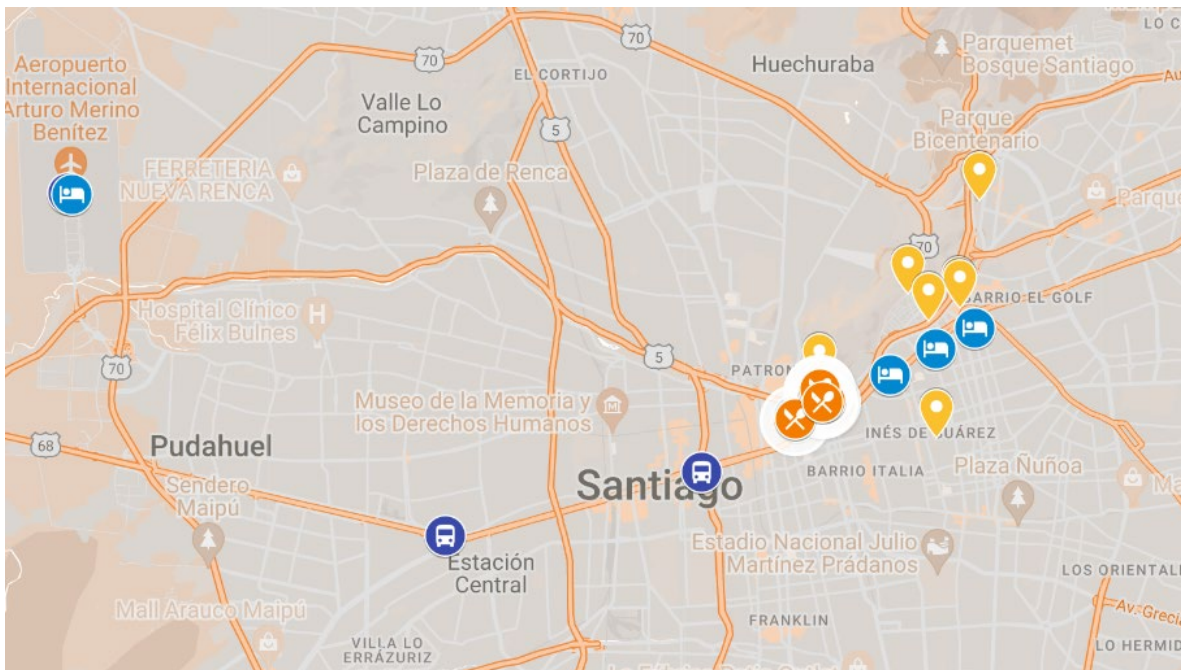 Aeropuerto
Internacional
Arturo Merino
Benítez
70
EL CORTIJO
Valle Lo
Campino
5
70
Huechuraba
Parquemet
Bosque Santiago
LO C
Au
Parque
Bicentenario
FERRETERIA
NUEVA RENCA
Plaza de Renca
Parque
70
BARRIO EL GOLF
Hospital Clínico
Félix Bulnes
H
70
5
PATRON
Museo de la Memoria y
los Derechos Humanos
68
Pudahuel
INÉS DE SUÁREZ
BARRIO ITALIA
Plaza Ñuñoa
Ma
Santiago
Sendero
Maipú
Estación
Central
Estadio Nacional Julio
Martínez Prádanos
LOS ORIENTAL
Mall Arauco Maipú
FRANKLIN
Av. Grecia
VILLA LO
ERRÁZURIZ
LO HERMID